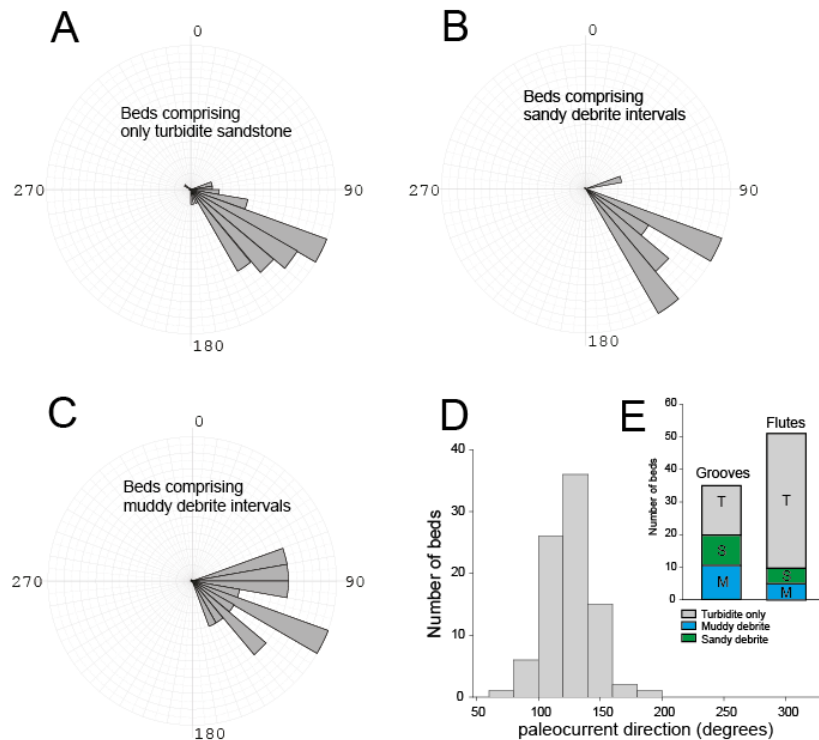 A
0
Beds comprising
only turbidite sandstone
270
90
180
B
0
Beds comprising
sandy debrite intervals
270
90
180
C
0
Beds comprising
muddy debrite intervals
270
90
180
D
Number of beds
40
30
20
10
0
50
100
150
200
250
300
paleocurrent direction (degrees)
E
Number of beds
60
50
40
30
20
10
0
Grooves
Flutes
T
S
M
T
S
M
Turbidite only
Muddy debrite
Sandy debrite